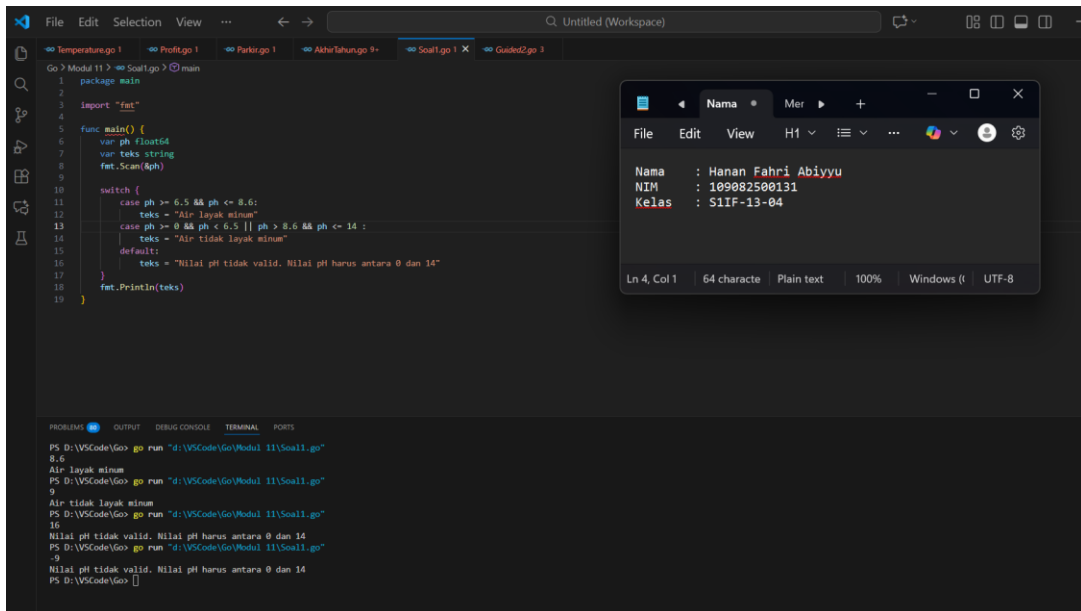 File Edit Selection View ... Untitled (Workspace)
Temperature.go 1 Profit.go 1 Parkir.go 1 AkhirTahun.go 9+ Soal1.go 1 Guided2.go 3
Go > Modul 11 > Soal1.go > main
1 package main
2
3 import "fmt"
4
5 func main() {
6 var ph float64
7 var teks string
8 fmt.Scan(&ph)
9
10 switch {
11 case ph >= 6.5 && ph <= 8.6:
12 teks = "Air layak minum"
13 case ph >= 0 && ph < 6.5 || ph > 8.6 && ph <= 14 :
14 teks = "Air tidak layak minum"
15 default:
16 teks = "Nilai pH tidak valid. Nilai pH harus antara 0 dan 14"
17 }
18 fmt.Println(teks)
19 }
Nama Mer
File Edit View H1 ...
Nama : Hanan Fahri Abiyyu
NIM : 109082500131
Kelas : S1IF-13-04
Ln 4, Col 1 64 characte Plain text 100% Windows (( UTF-8
PROBLEMS 80 OUTPUT DEBUG CONSOLE TERMINAL PORTS
PS D:\VSCode\Go> go run "d:\VSCode\Go\Modul 11\Soal1.go"
8.6
Air layak minum
PS D:\VSCode\Go> go run "d:\VSCode\Go\Modul 11\Soal1.go"
9
Air tidak layak minum
PS D:\VSCode\Go> go run "d:\VSCode\Go\Modul 11\Soal1.go"
16
Nilai pH tidak valid. Nilai pH harus antara 0 dan 14
PS D:\VSCode\Go> go run "d:\VSCode\Go\Modul 11\Soal1.go"
-9
Nilai pH tidak valid. Nilai pH harus antara 0 dan 14
PS D:\VSCode\Go>